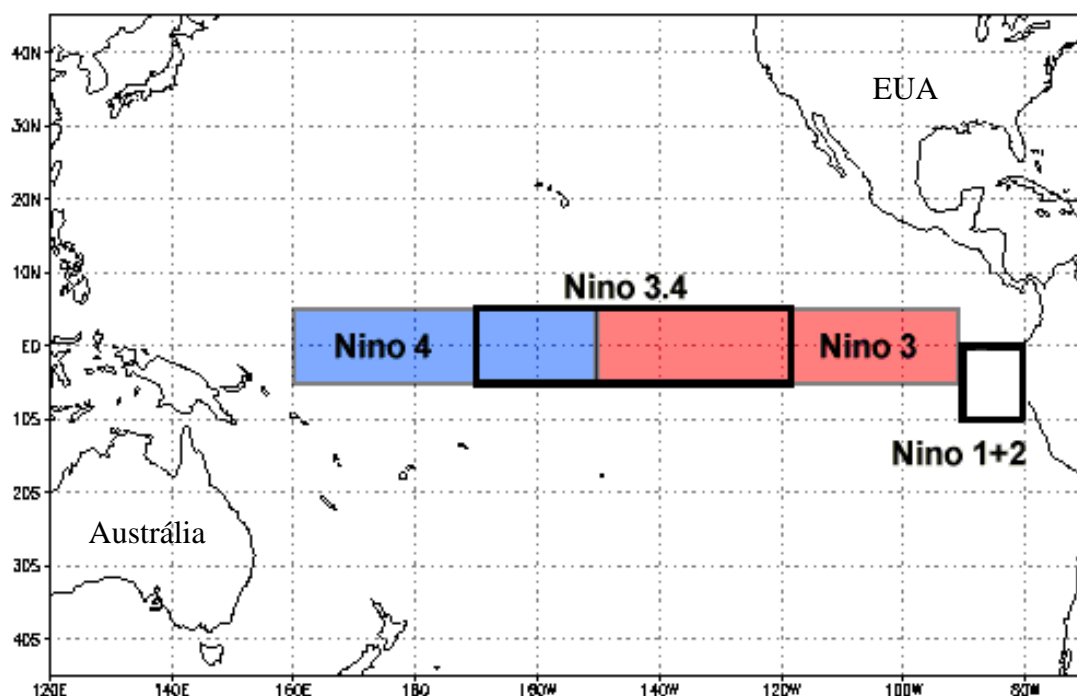 40N
EUA
30N
20N
10N
Nino 3.4
EQ
Nino 4
Nino 3
10S
Nino 1+2
20S
Austrália
30S
40S
120E
140E
160E
180
160W
140W
120W
100W
80W